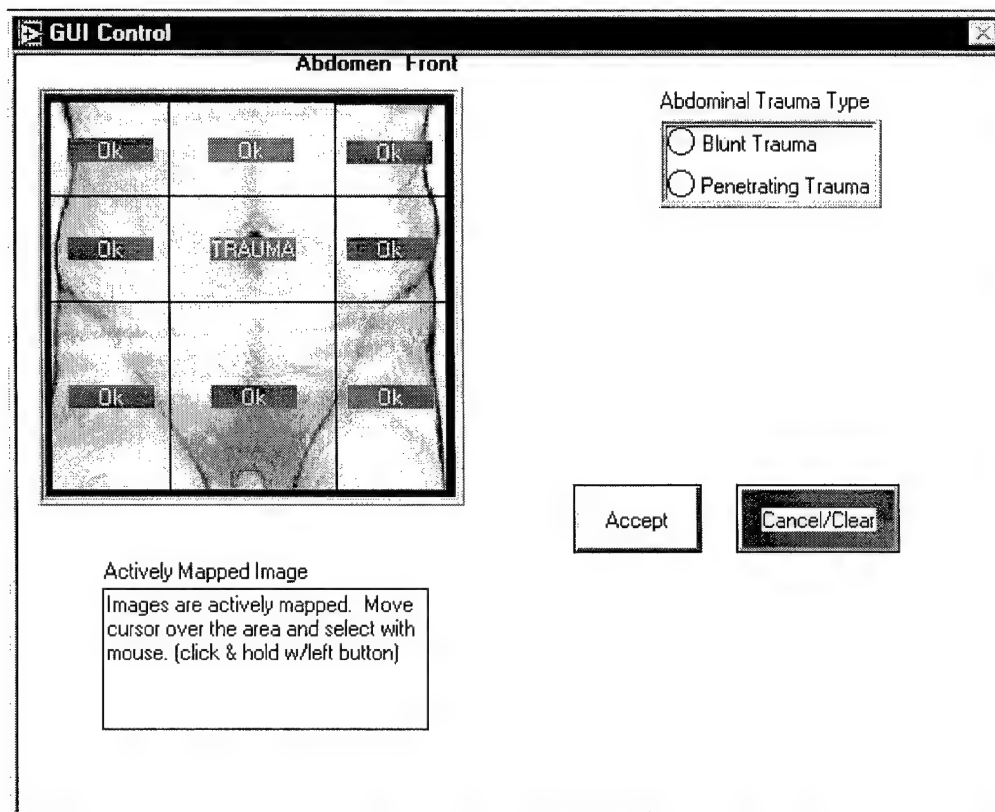 GUI Control
Abdomen Front
Abdominal Trauma Type
Blunt Trauma
Penetrating Trauma
Ok Ok Ok
Ok TRAUMA Ok
Ok Ok Ok
Accept Cancel/Clear
Actively Mapped Image
Images are actively mapped. Move
cursor over the area and select with
mouse. (click & hold w/left button)